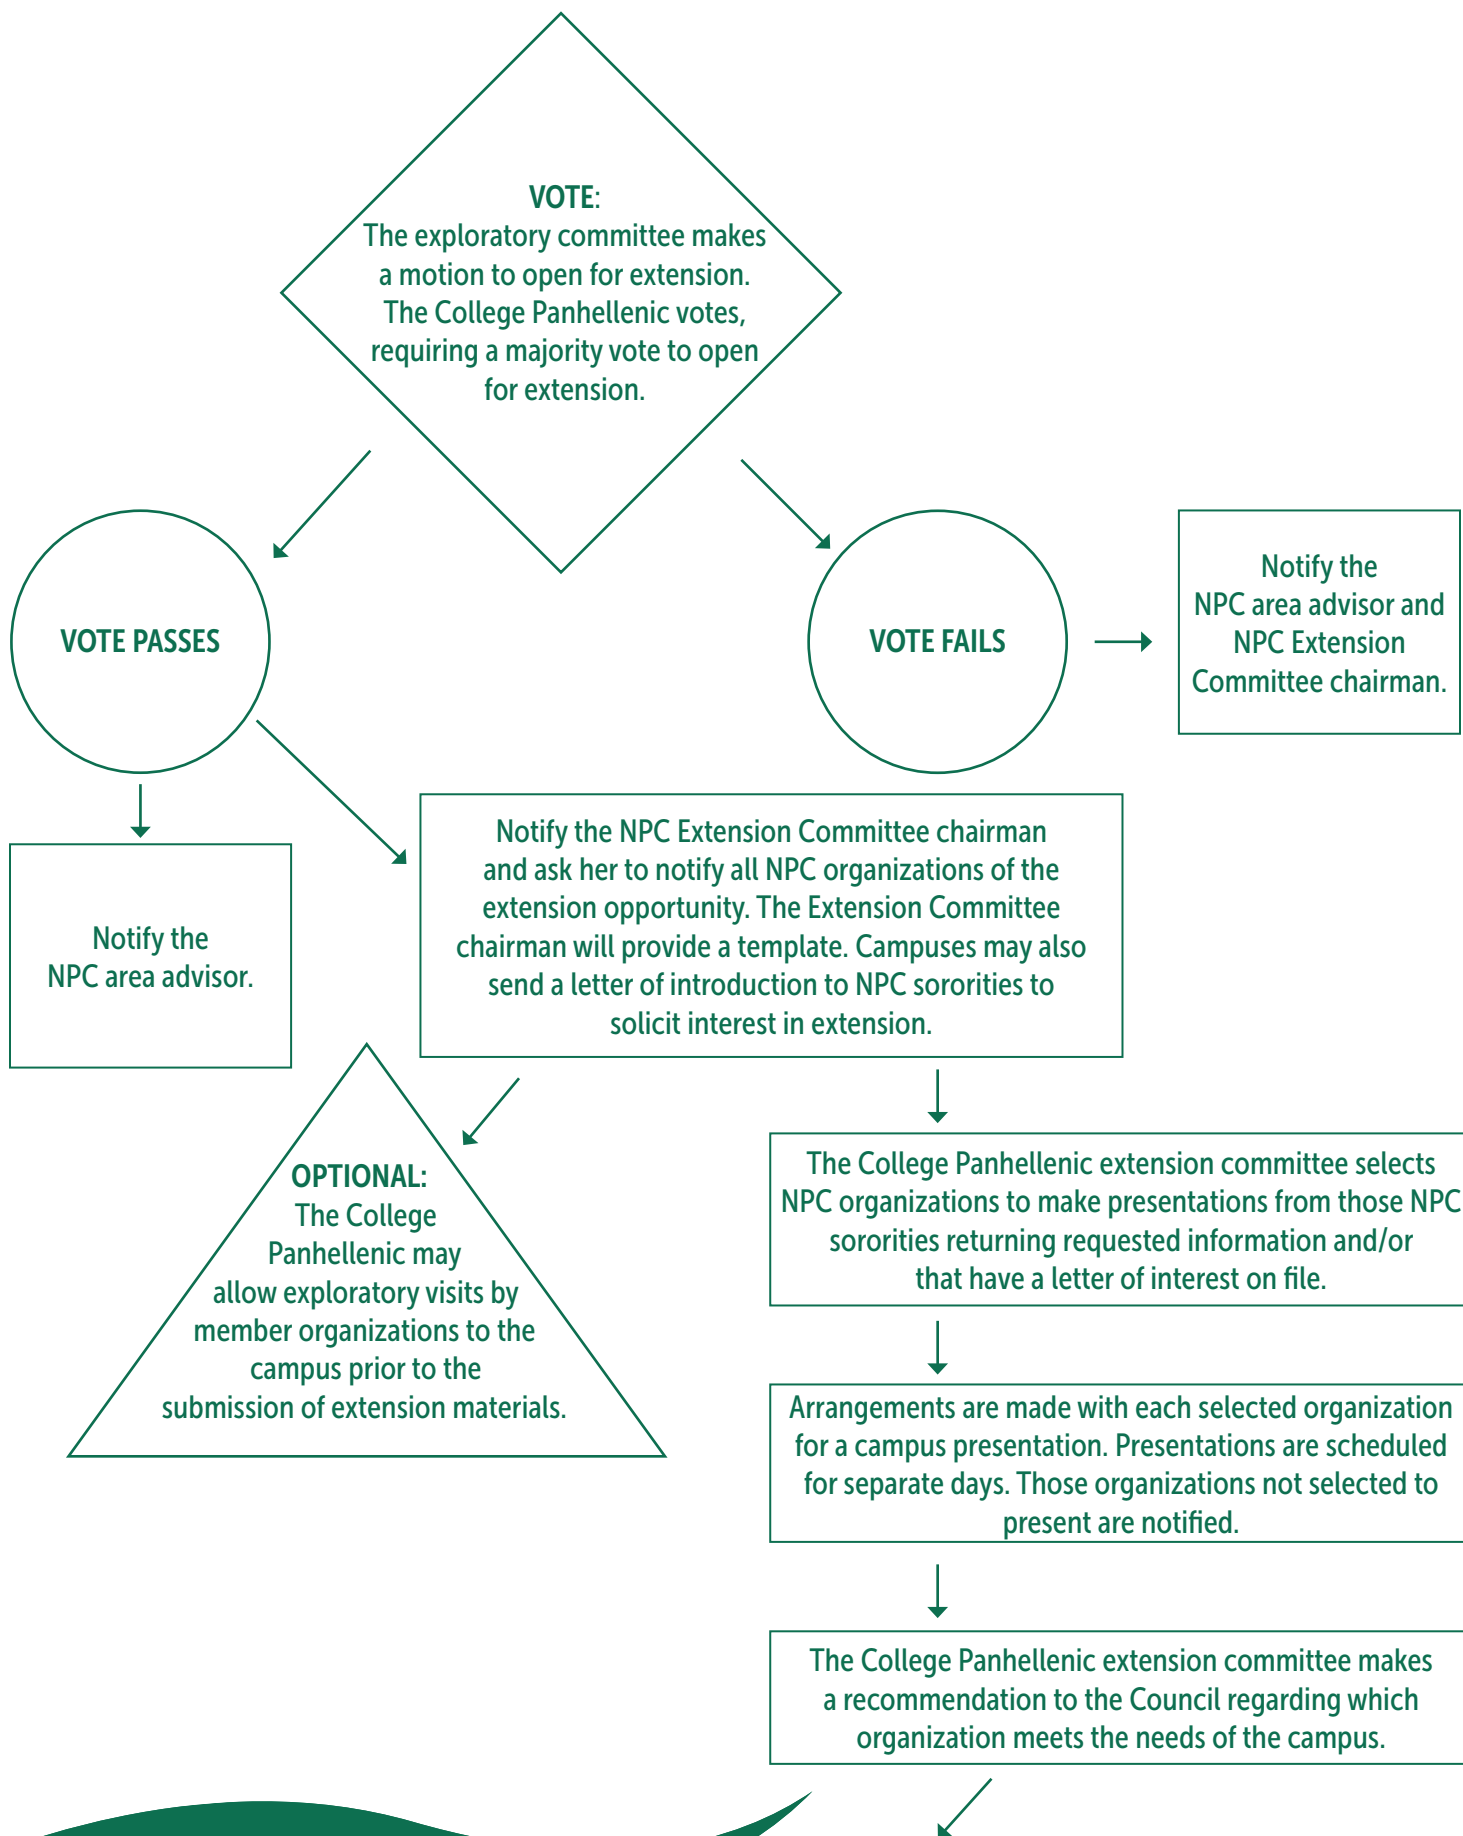 VOTE:
The exploratory committee makes
a motion to open for extension.
The College Panhellenic votes,
requiring a majority vote to open
for extension.
VOTE PASSES
VOTE FAILS
Notify the
NPC area advisor and
NPC Extension
Committee chairman.
Notify the
NPC area advisor.
Notify the NPC Extension Committee chairman
and ask her to notify all NPC organizations of the
extension opportunity. The Extension Committee
chairman will provide a template. Campuses may also
send a letter of introduction to NPC sororities to
solicit interest in extension.
OPTIONAL:
The College
Panhellenic may
allow exploratory visits by
member organizations to the
campus prior to the
submission of extension materials.
The College Panhellenic extension committee selects
NPC organizations to make presentations from those NPC
sororities returning requested information and/or
that have a letter of interest on file.
Arrangements are made with each selected organization
for a campus presentation. Presentations are scheduled
for separate days. Those organizations not selected to
present are notified.
The College Panhellenic extension committee makes
a recommendation to the Council regarding which
organization meets the needs of the campus.